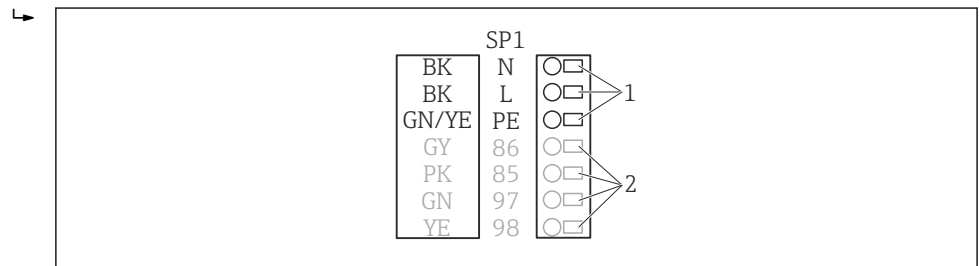 SP1
BK N
BK L 1
GN/YE PE
GY 86
PK 85 2
GN 97
YE 98